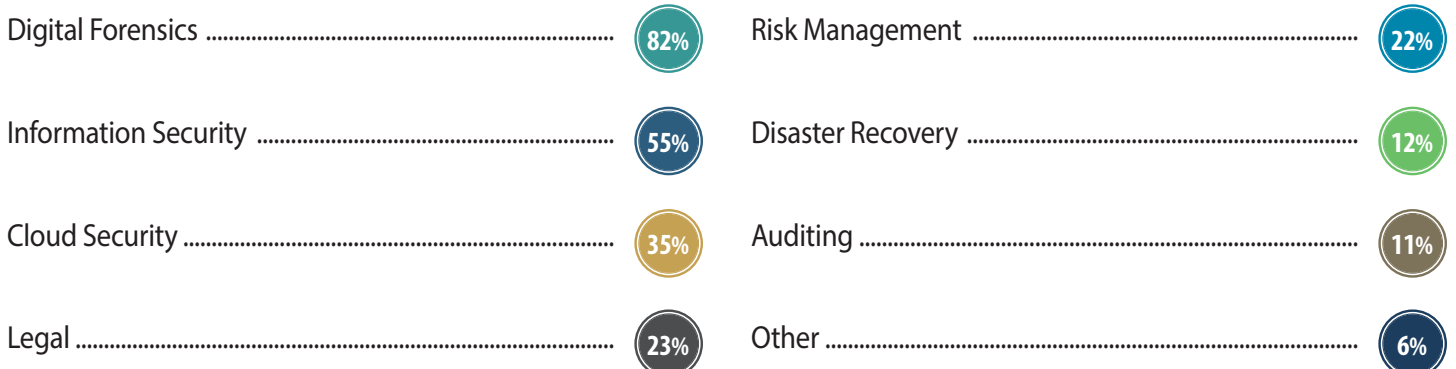 Digital Forensics ........................................................................................ 82%
Information Security ............................................................................. 55%
Cloud Security ............................................................................................. 35%
Legal .................................................................................................................... 23%
Risk Management ................................................................................... 22%
Disaster Recovery ...................................................................................... 12%
Auditing ........................................................................................................... 11%
Other ................................................................................................................... 6%